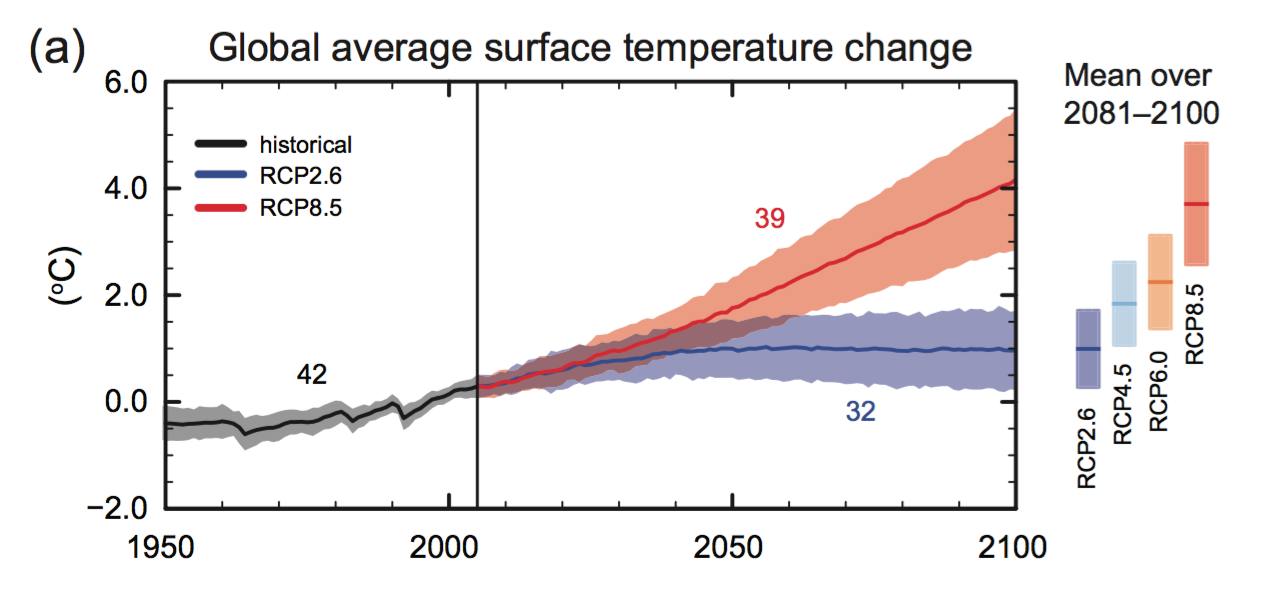 (a) Global average surface temperature change
Mean over
2081–2100
6.0
4.0
2.0
0.0
−2.0
(°C)
historical
RCP2.6
RCP8.5
42
39
32
1950 2000 2050 2100
RCP2.6
RCP4.5
RCP6.0
RCP8.5